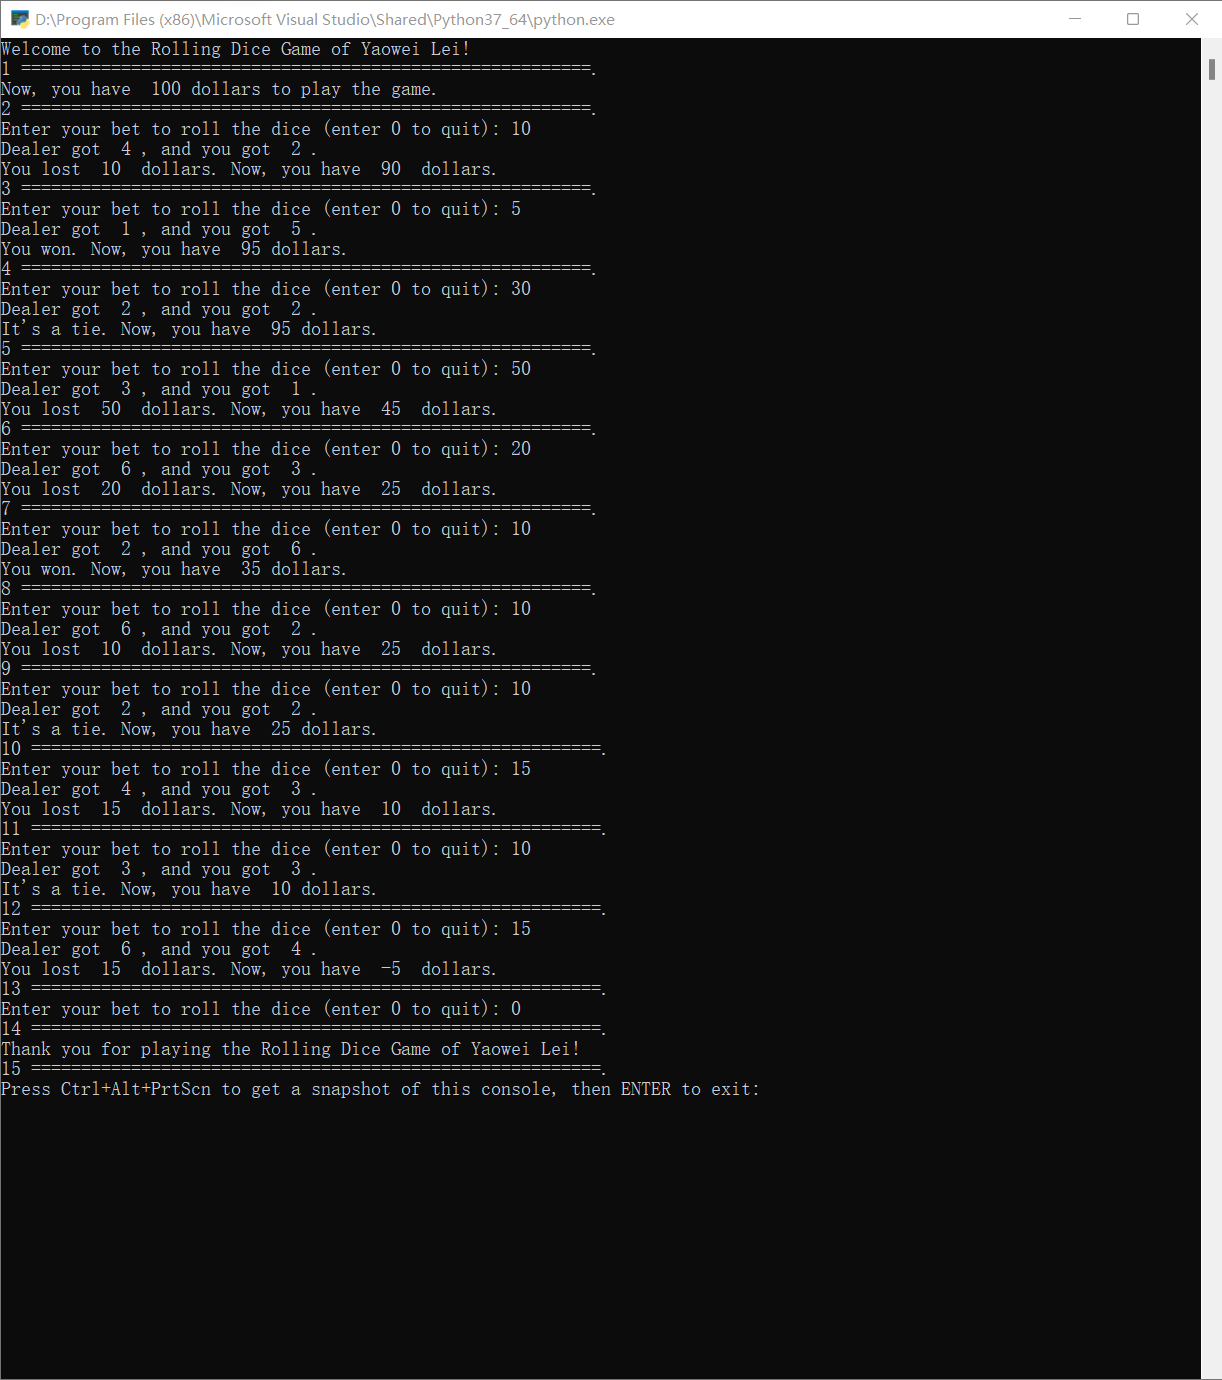 D:\Program Files (x86)\Microsoft Visual Studio\Shared\Python37_64\python.exe
Welcome to the Rolling Dice Game of Yaowei Lei!
1 =========================================================.
Now, you have  100 dollars to play the game.
2 =========================================================.
Enter your bet to roll the dice (enter 0 to quit): 10
Dealer got  4 , and you got  2 .
You lost  10  dollars. Now, you have  90  dollars.
3 =========================================================.
Enter your bet to roll the dice (enter 0 to quit): 5
Dealer got  1 , and you got  5 .
You won. Now, you have  95 dollars.
4 =========================================================.
Enter your bet to roll the dice (enter 0 to quit): 30
Dealer got  2 , and you got  2 .
It's a tie. Now, you have  95 dollars.
5 =========================================================.
Enter your bet to roll the dice (enter 0 to quit): 50
Dealer got  3 , and you got  1 .
You lost  50  dollars. Now, you have  45  dollars.
6 =========================================================.
Enter your bet to roll the dice (enter 0 to quit): 20
Dealer got  6 , and you got  3 .
You lost  20  dollars. Now, you have  25  dollars.
7 =========================================================.
Enter your bet to roll the dice (enter 0 to quit): 10
Dealer got  2 , and you got  6 .
You won. Now, you have  35 dollars.
8 =========================================================.
Enter your bet to roll the dice (enter 0 to quit): 10
Dealer got  6 , and you got  2 .
You lost  10  dollars. Now, you have  25  dollars.
9 =========================================================.
Enter your bet to roll the dice (enter 0 to quit): 10
Dealer got  2 , and you got  2 .
It's a tie. Now, you have  25 dollars.
10 =========================================================.
Enter your bet to roll the dice (enter 0 to quit): 15
Dealer got  4 , and you got  3 .
You lost  15  dollars. Now, you have  10  dollars.
11 =========================================================.
Enter your bet to roll the dice (enter 0 to quit): 10
Dealer got  3 , and you got  3 .
It's a tie. Now, you have  10 dollars.
12 =========================================================.
Enter your bet to roll the dice (enter 0 to quit): 15
Dealer got  6 , and you got  4 .
You lost  15  dollars. Now, you have  -5  dollars.
13 =========================================================.
Enter your bet to roll the dice (enter 0 to quit): 0
14 =========================================================.
Thank you for playing the Rolling Dice Game of Yaowei Lei!
15 =========================================================.
Press Ctrl+Alt+PrtScn to get a snapshot of this console, then ENTER to exit: